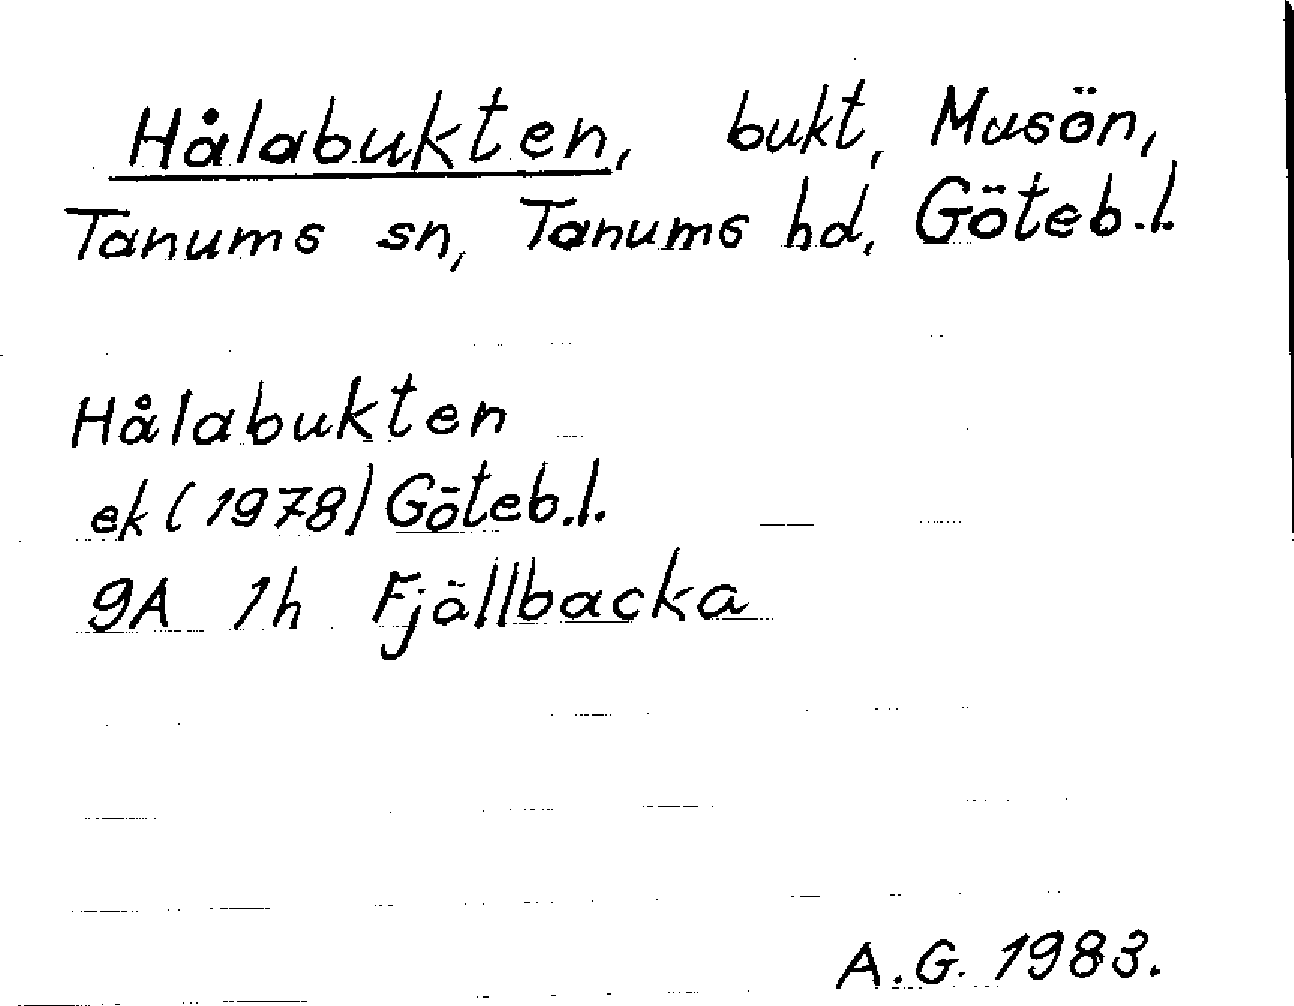 Hålabukten, bukt, Musön,
Tanums sn, Tanums hd, Göteb.l.
Hålabukten
ek (1978) Göteb.l.
9A 1h Fjällbacka
A.G. 1983.